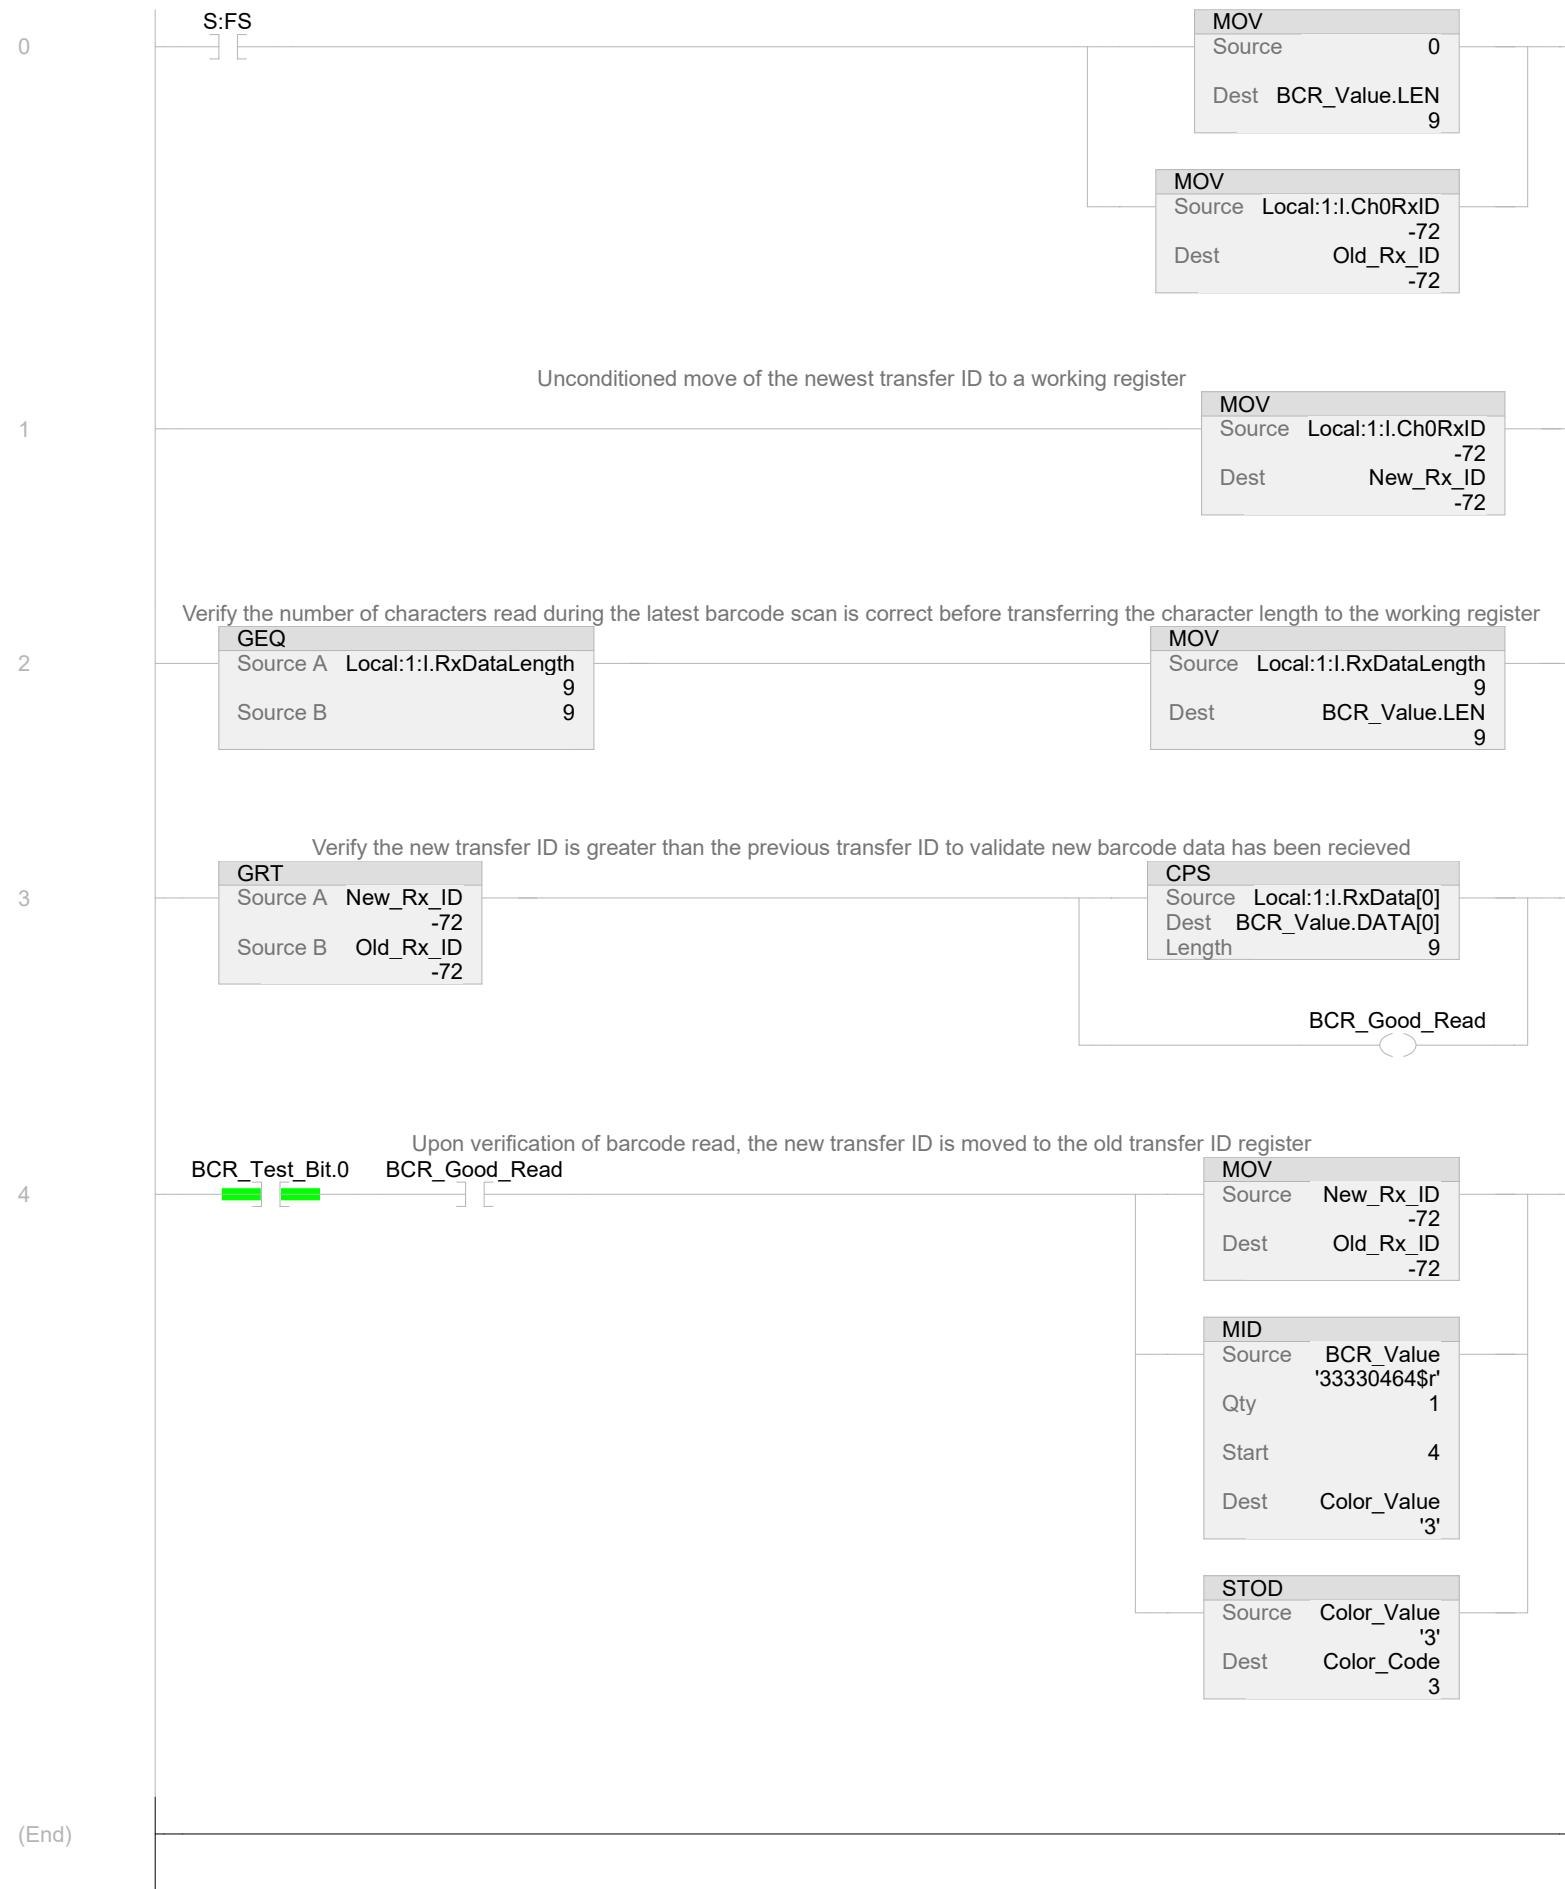 S:FS
0
MOV
Source 0
Dest BCR_Value.LEN
9
MOV
Source Local:1:I.Ch0RxID
-72
Dest Old_Rx_ID
-72
Unconditioned move of the newest transfer ID to a working register
1
MOV
Source Local:1:I.Ch0RxID
-72
Dest New_Rx_ID
-72
Verify the number of characters read during the latest barcode scan is correct before transferring the character length to the working register
2
GEQ
Source A Local:1:I.RxDataLength
9
Source B 9
MOV
Source Local:1:I.RxDataLength
9
Dest BCR_Value.LEN
9
Verify the new transfer ID is greater than the previous transfer ID to validate new barcode data has been recieved
3
GRT
Source A New_Rx_ID
-72
Source B Old_Rx_ID
-72
CPS
Source Local:1:I.RxData[0]
Dest BCR_Value.DATA[0]
Length 9
BCR_Good_Read
Upon verification of barcode read, the new transfer ID is moved to the old transfer ID register
4
BCR_Test_Bit.0 BCR_Good_Read
MOV
Source New_Rx_ID
-72
Dest Old_Rx_ID
-72
MID
Source BCR_Value
'33330464$r'
Qty 1
Start 4
Dest Color_Value
'3'
STOD
Source Color_Value
'3'
Dest Color_Code
3
(End)